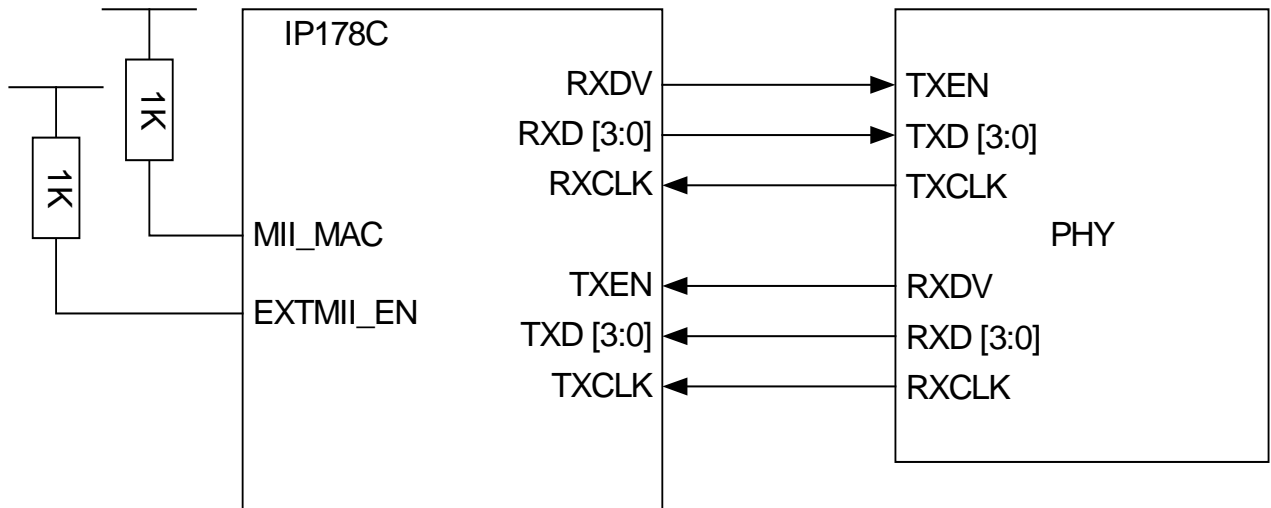 IP178C
1K
1K
MII_MAC
EXTMII_EN
RXDV
RXD [3:0]
RXCLK
TXEN
TXD [3:0]
TXCLK
TXEN
TXD [3:0]
TXCLK
PHY
RXDV
RXD [3:0]
RXCLK